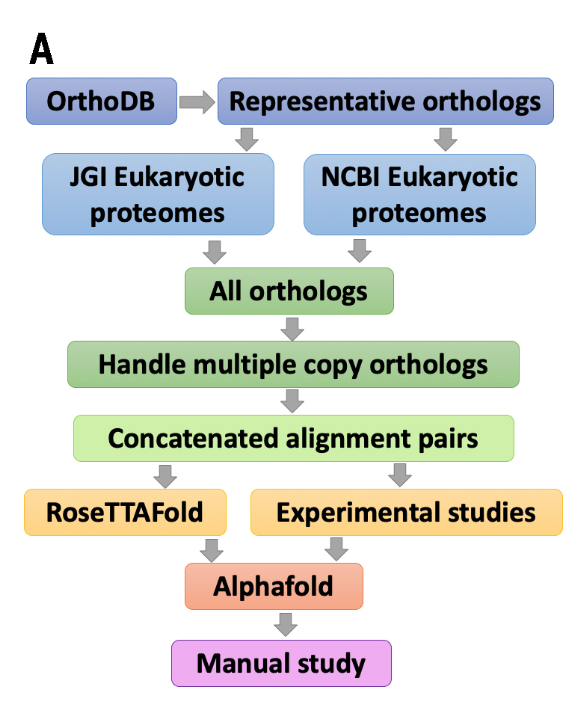 A
OrthoDB
Representative orthologs
JGI Eukaryotic
proteomes
NCBI Eukaryotic
proteomes
All orthologs
Handle multiple copy orthologs
Concatenated alignment pairs
RoseTTAFold
Experimental studies
Alphafold
Manual study